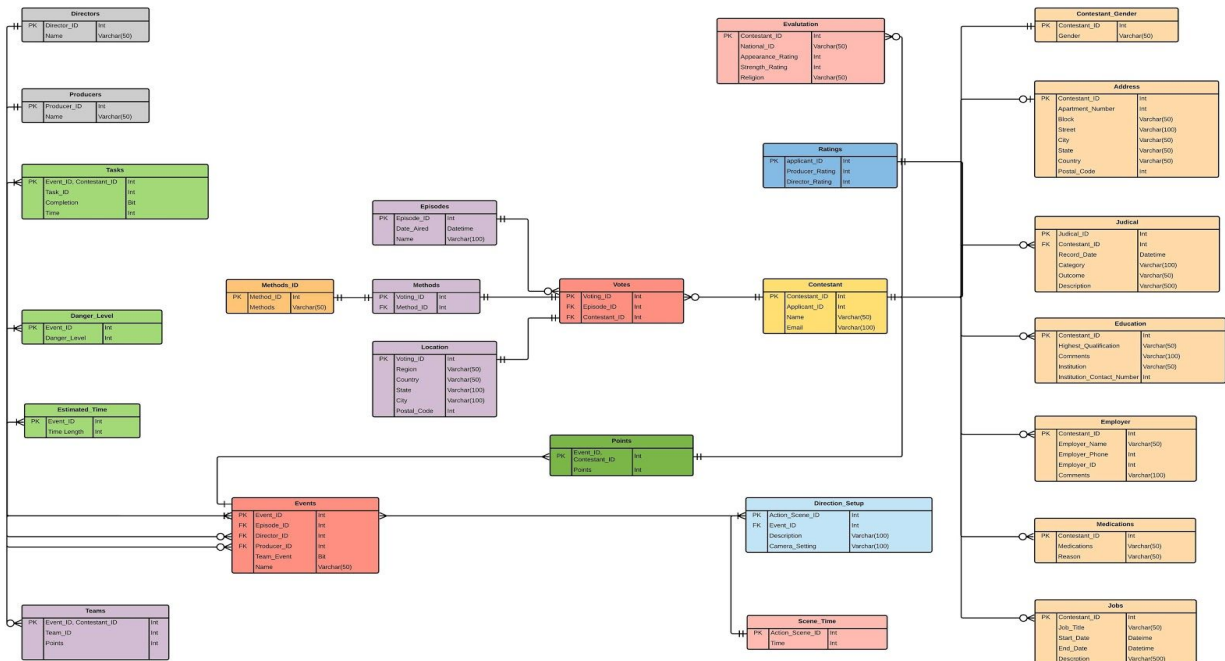 Directors
PK Director_ID Int
Name Varchar(50)
Producers
PK Producer_ID Int
Name Varchar(50)
Tasks
PK Event_ID, Contestant_ID Int
Task_ID Int
Completion Bit
Time Int
Danger_Level
PK Event_ID Int
Danger_Level Int
Estimated_Time
PK Event_ID Int
Time Length Int
Teams
PK Event_ID, Contestant_ID Int
Team_ID Int
Points Int
Episodes
PK Episode_ID Int
Date_Aired Datetime
Name Varchar(100)
Methods_ID
PK Method_ID Int
Methods Varchar(50)
Methods
PK Voting_ID Int
FK Method_ID Int
Location
PK Voting_ID Int
Region Varchar(50)
Country Varchar(50)
State Varchar(100)
City Varchar(100)
Postal_Code Int
Events
PK Event_ID Int
FK Episode_ID Int
FK Director_ID Int
FK Producer_ID Int
Team_Event Bit
Name Varchar(50)
Votes
PK Voting_ID Int
FK Episode_ID Int
FK Contestant_ID Int
Points
PK Event_ID, Int
Contestant_ID
Points Int
Evalutation
PK Contestant_ID Int
National_ID Varchar(50)
Appearance_Rating Int
Strength_Rating Int
Religion Varchar(50)
Ratings
PK applicant_ID Int
Producer_Rating Int
Director_Rating Int
Contestant
PK Contestant_ID Int
Applicant_ID Int
Name Varchar(50)
Email Varchar(100)
Direction_Setup
PK Action_Scene_ID Int
FK Event_ID Int
Description Varchar(100)
Camera_Setting Varchar(100)
Scene_Time
PK Action_Scene_ID Int
Time Int
Contestant_Gender
PK Contestant_ID Int
Gender Varchar(50)
Address
PK Contestant_ID Int
Apartment_Number Int
Block Varchar(50)
Street Varchar(100)
City Varchar(50)
State Varchar(50)
Country Varchar(50)
Postal_Code Int
Judical
PK Judical_ID Int
FK Contestant_ID Int
Record_Date Datetime
Category Varchar(100)
Outcome Varchar(50)
Description Varchar(500)
Education
PK Contestant_ID Int
Highest_Qualification Varchar(50)
Comments Varchar(100)
Institution Varchar(50)
Institution_Contact_Number Int
Employer
PK Contestant_ID Int
Employer_Name Varchar(50)
Employer_Phone Int
Employer_ID Int
Comments Varchar(100)
Medications
PK Contestant_ID Int
Medications Varchar(50)
Reason Varchar(50)
Jobs
PK Contestant_ID Int
Job_Title Varchar(50)
Start_Date Datetime
End_Date Datetime
Description Varchar(500)